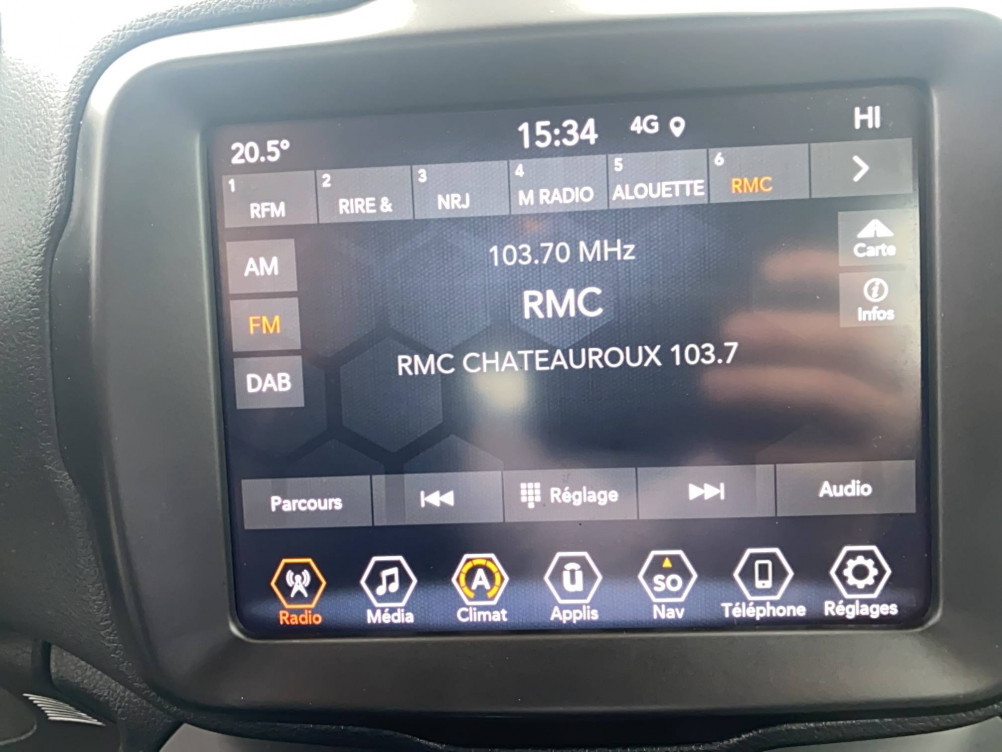 20.5° 15:34 4G HI
1 RFM 2 RIRE & 3 NRJ 4 M RADIO 5 ALOUETTE 6 RMC
103.70 MHz
RMC
RMC CHATEAUROUX 103.7
AM
FM
DAB
Carte
Infos
Parcours Réglage Audio
A ū SO
Radio Média Climat Applis Nav Téléphone Réglages